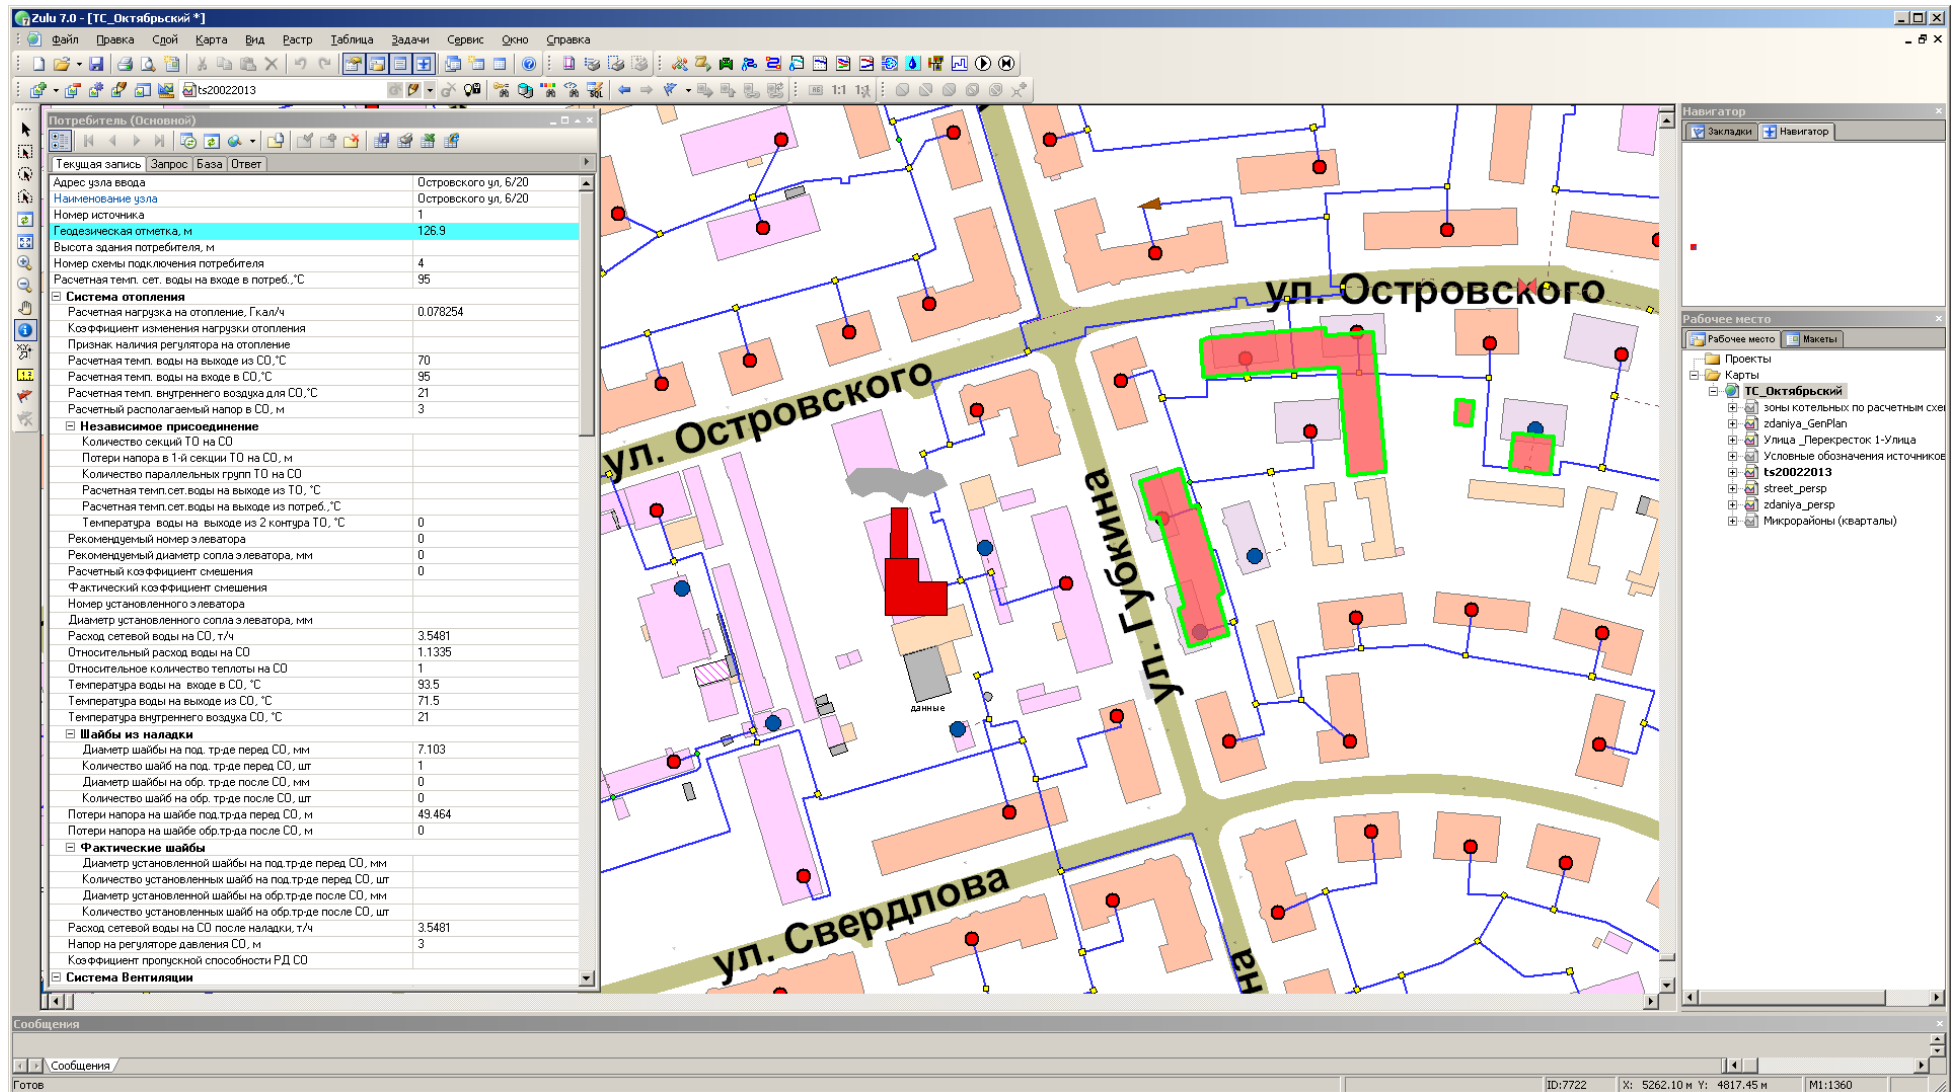 Zulu 7.0 - [ТС_Октябрьский *]
Файл Правка Слой Карта Вид Растр Таблица Задачи Сервис Окно Справка
ts20022013
1:1
SQL
Потребитель (Основной)
Текущая запись Запрос База Ответ
Адрес узла ввода Островского ул, 6/20
Наименование узла Островского ул, 6/20
Номер источника 1
Геодезическая отметка, м 126.9
Высота здания потребителя, м
Номер схемы подключения потребителя 4
Расчетная темп. сет. воды на входе в потреб.,°С 95
Система отопления
Расчетная нагрузка на отопление, Гкал/ч 0.078254
Коэффициент изменения нагрузки отопления
Признак наличия регулятора на отопление
Расчетная темп. воды на выходе из СО,°С 70
Расчетная темп. воды на входе в СО,°С 95
Расчетная темп. внутреннего воздуха для СО,°С 21
Расчетный располагаемый напор в СО, м 3
Независимое присоединение
Количество секций ТО на СО
Потери напора в 1-й секции ТО на СО, м
Количество параллельных групп ТО на СО
Расчетная темп.сет.воды на выходе из ТО, °С
Расчетная темп.сет.воды на выходе из потреб.,°С
Температура воды на выходе из 2 контура ТО, °С 0
Рекомендуемый номер элеватора 0
Рекомендуемый диаметр сопла элеватора, мм 0
Расчетный коэффициент смешения 0
Фактический коэффициент смешения
Номер установленного элеватора
Диаметр установленного сопла элеватора, мм
Расход сетевой воды на СО, т/ч 3.5481
Относительный расход воды на СО 1.1335
Относительное количество теплоты на СО 1
Температура воды на входе в СО, °С 93.5
Температура воды на выходе из СО, °С 71.5
Температура внутреннего воздуха СО, °С 21
Шайбы из наладки
Диаметр шайбы на под. тр-де перед СО, мм 7.103
Количество шайб на под. тр-де перед СО, шт 1
Диаметр шайбы на обр. тр-де после СО, мм 0
Количество шайб на обр. тр-де после СО, шт 0
Потери напора на шайбе под.тр-да перед СО, м 49.464
Потери напора на шайбе обр.тр-да после СО, м 0
Фактические шайбы
Диаметр установленной шайбы на под.тр-де перед СО, мм
Количество установленных шайб на под.тр-де перед СО, шт
Диаметр установленной шайбы на обр.тр-де после СО, мм
Количество установленных шайб на обр.тр-де после СО, шт
Расход сетевой воды на СО после наладки, т/ч 3.5481
Напор на регуляторе давления СО, м 3
Коэффициент пропускной способности РД СО
Система Вентиляции
ул. Островского
ул. Островского
ул. Губкина
данные
ул. Свердлова
на
Навигатор
Закладки Навигатор
Рабочее место
Рабочее место Макеты
Проекты
Карты
ТС_Октябрьский
зоны котельных по расчетным схе
zdaniya_GenPlan
Улица _Перекресток 1-Улица
Условные обозначения источников
ts20022013
street_persp
zdaniya_persp
Микрорайоны (кварталы)
Сообщения
Сообщения
Готов ID:7722 X: 5262.10 м Y: 4817.45 м М1:1360